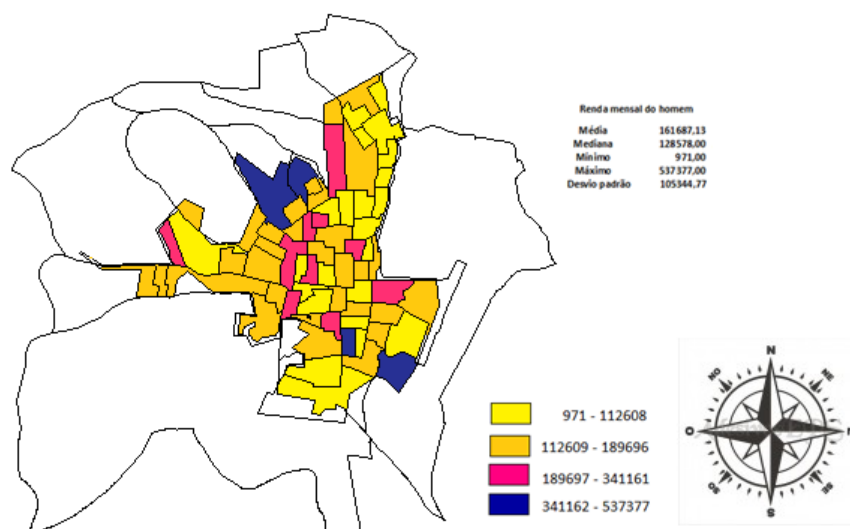 Renda mensal do homem
Média 161687,13
Mediana 128578,00
Mínimo 971,00
Máximo 537377,00
Desvio padrão 105344,77
971 - 112608
112609 - 189696
189697 - 341161
341162 - 537377
N
NO NE
O
SO SE
S